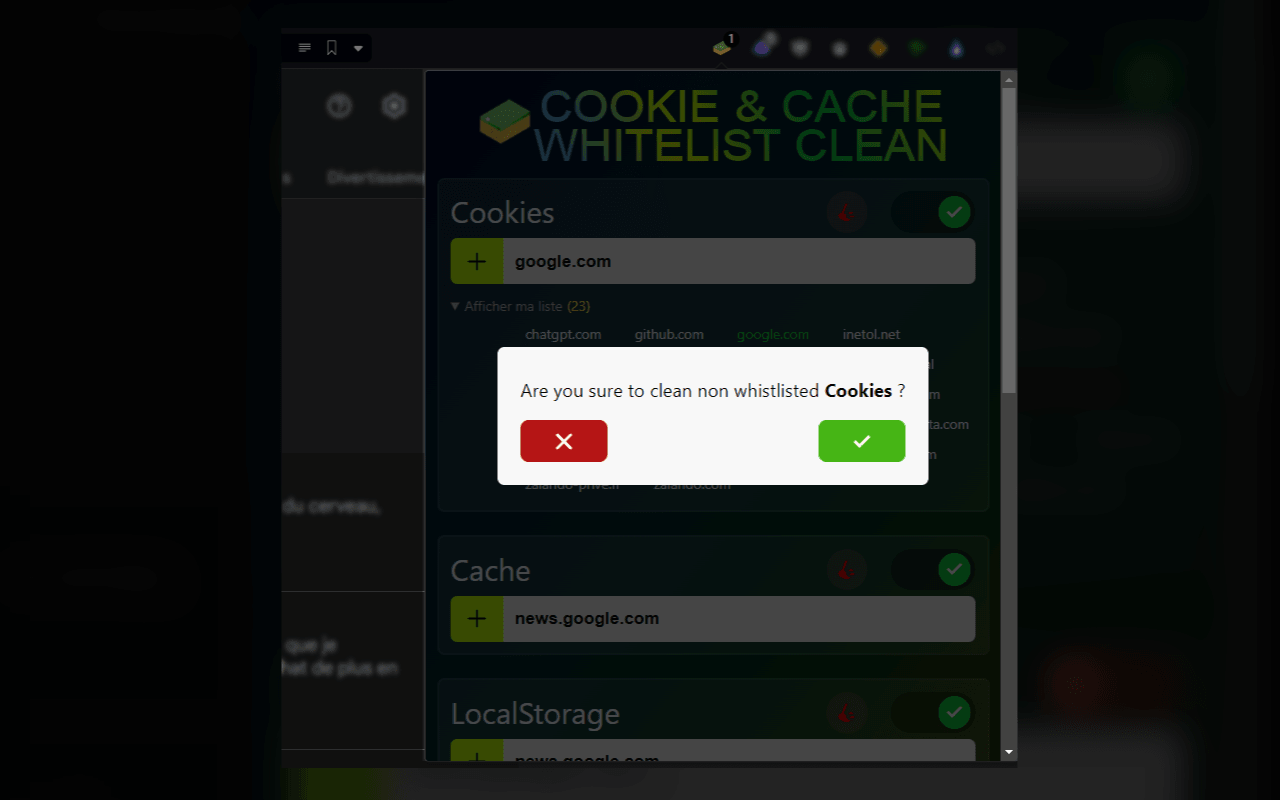 1
COOKIE & CACHE
WHITELIST CLEAN
Cookies
+ google.com
▼ Afficher ma liste (23)
chatgpt.com github.com google.com inetol.net
Are you sure to clean non whistlisted Cookies ?
ta.com
zalando-prive.fr zalando.com
du cerveau,
Cache
+ news.google.com
que je
hat de plus en
LocalStorage
+ news.google.com